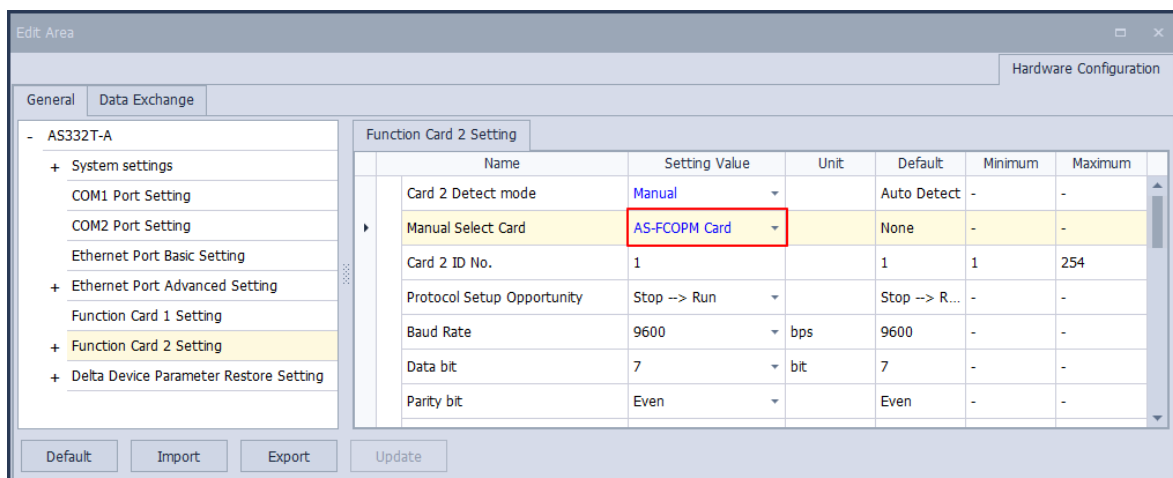 Edit Area
Hardware Configuration
General Data Exchange
- AS332T-A
+ System settings
COM1 Port Setting
COM2 Port Setting
Ethernet Port Basic Setting
+ Ethernet Port Advanced Setting
Function Card 1 Setting
+ Function Card 2 Setting
+ Delta Device Parameter Restore Setting
Function Card 2 Setting
Name Setting Value Unit Default Minimum Maximum
Card 2 Detect mode Manual Auto Detect - -
Manual Select Card AS-FCOPM Card None - -
Card 2 ID No. 1 1 1 254
Protocol Setup Opportunity Stop --> Run Stop --> R... - -
Baud Rate 9600 bps 9600 - -
Data bit 7 bit 7 - -
Parity bit Even Even - -
Default Import Export Update